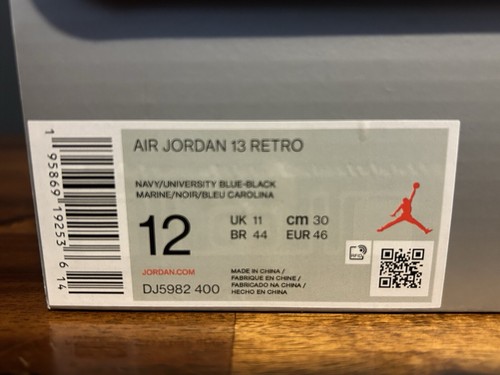 AIR JORDAN 13 RETRO
NAVY/UNIVERSITY BLUE-BLACK
MARINE/NOIR/BLEU CAROLINA
12
UK 11 cm 30
BR 44 EUR 46
JORDAN.COM
DJ5982 400
MADE IN CHINA /
FABRIQUÉ EN CHINE /
FABRICADO NA CHINA /
HECHO EN CHINA
1 95869 19253 6 14